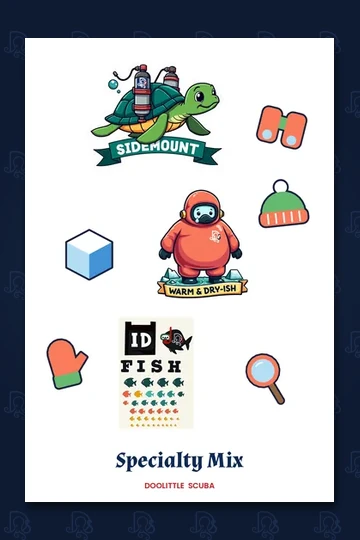 SIDEMOUNT
WARM & DRY-ISH
ID
FISH
Specialty Mix
DOOLITTLE SCUBA